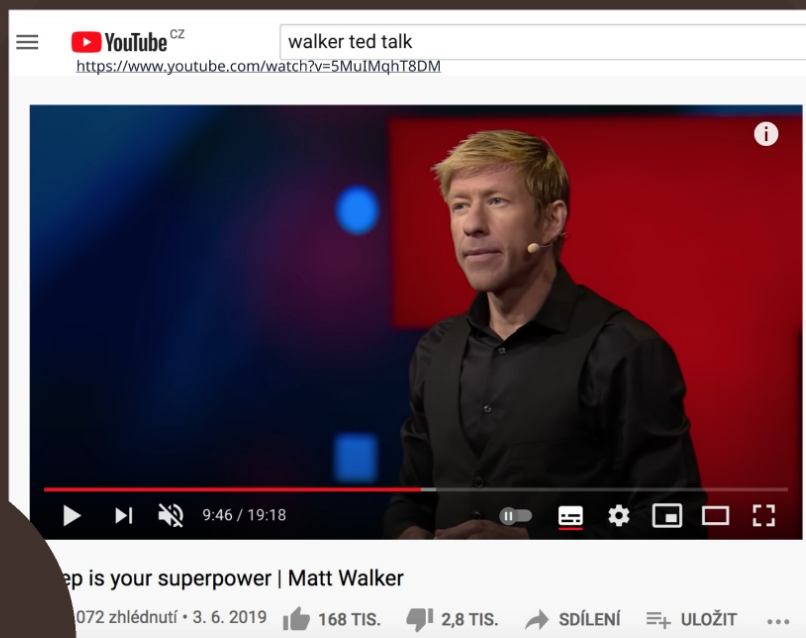 YouTube CZ
walker ted talk
https://www.youtube.com/watch?v=5MuIMqhT8DM
i
9:46 / 19:18
is your superpower | Matt Walker
072 zhlédnutí • 3. 6. 2019 168 TIS. 2,8 TIS. SDÍLENÍ ULOŽIT